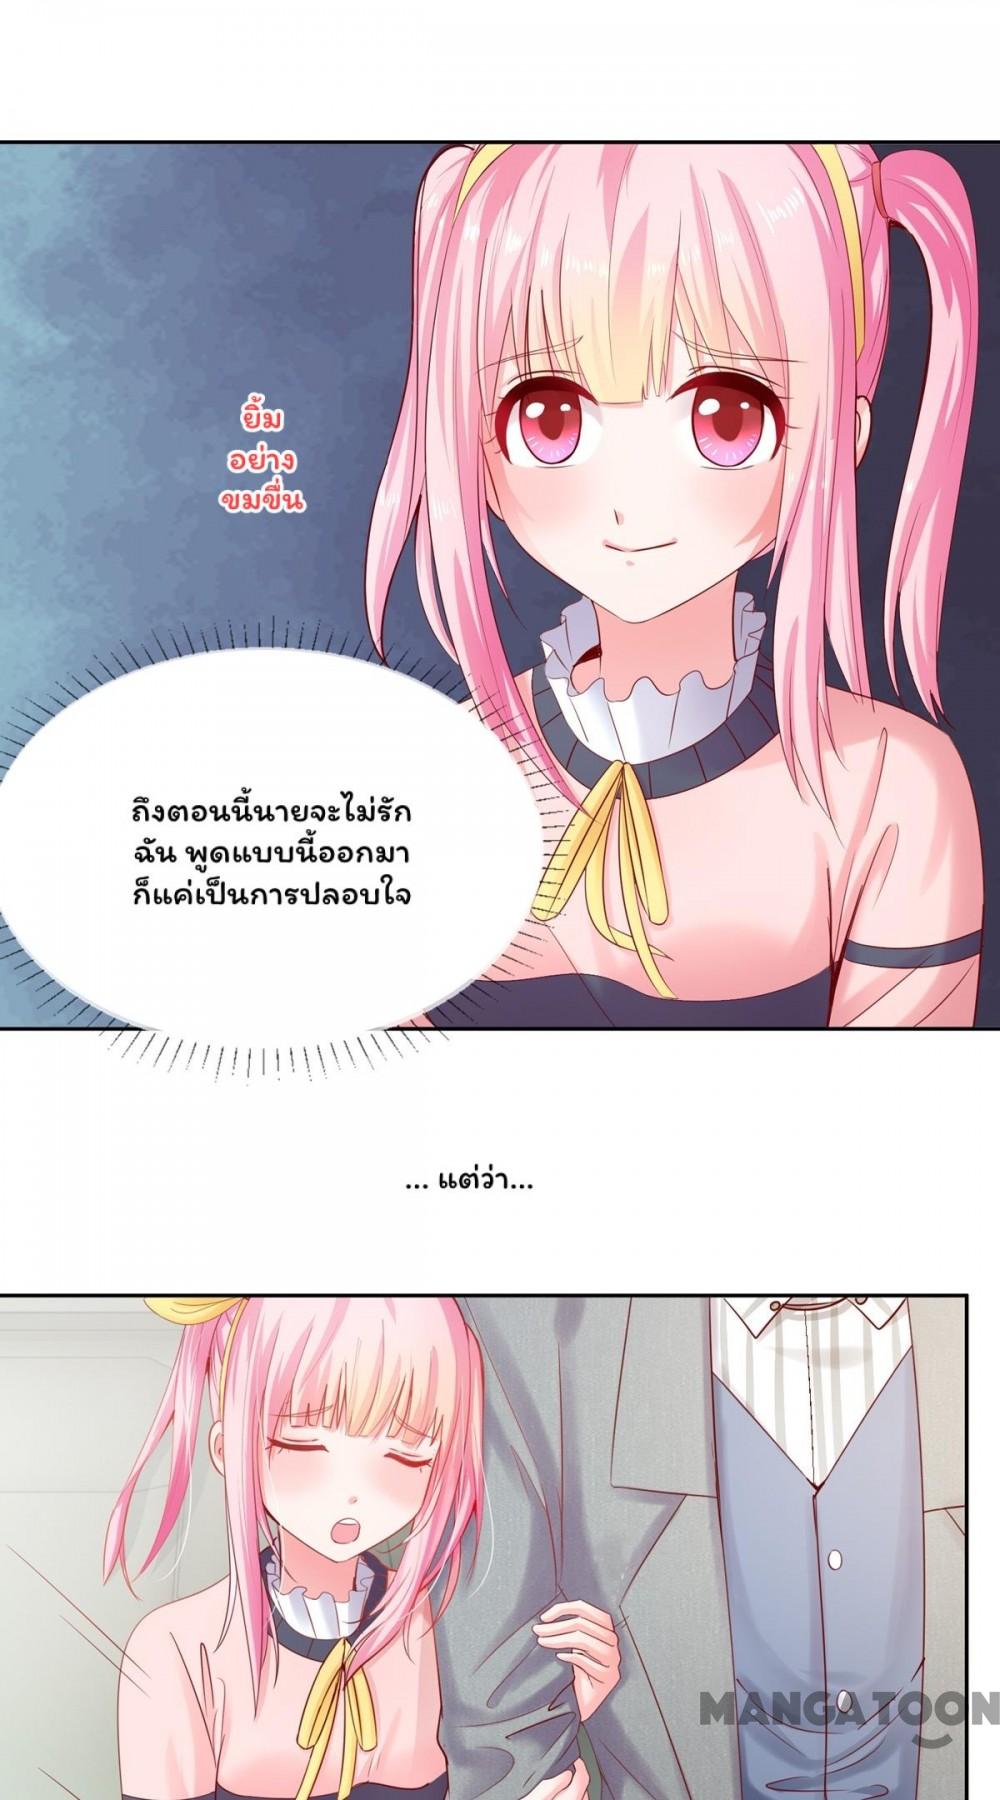 ยิ้ม
อย่าง
ขมขื่น
ถึงตอนนี้นายจะไม่รัก
ฉัน พูดแบบนี้ออกมา
ก็แค่เป็นการปลอบใจ
... แต่ว่า...
MANGATOON